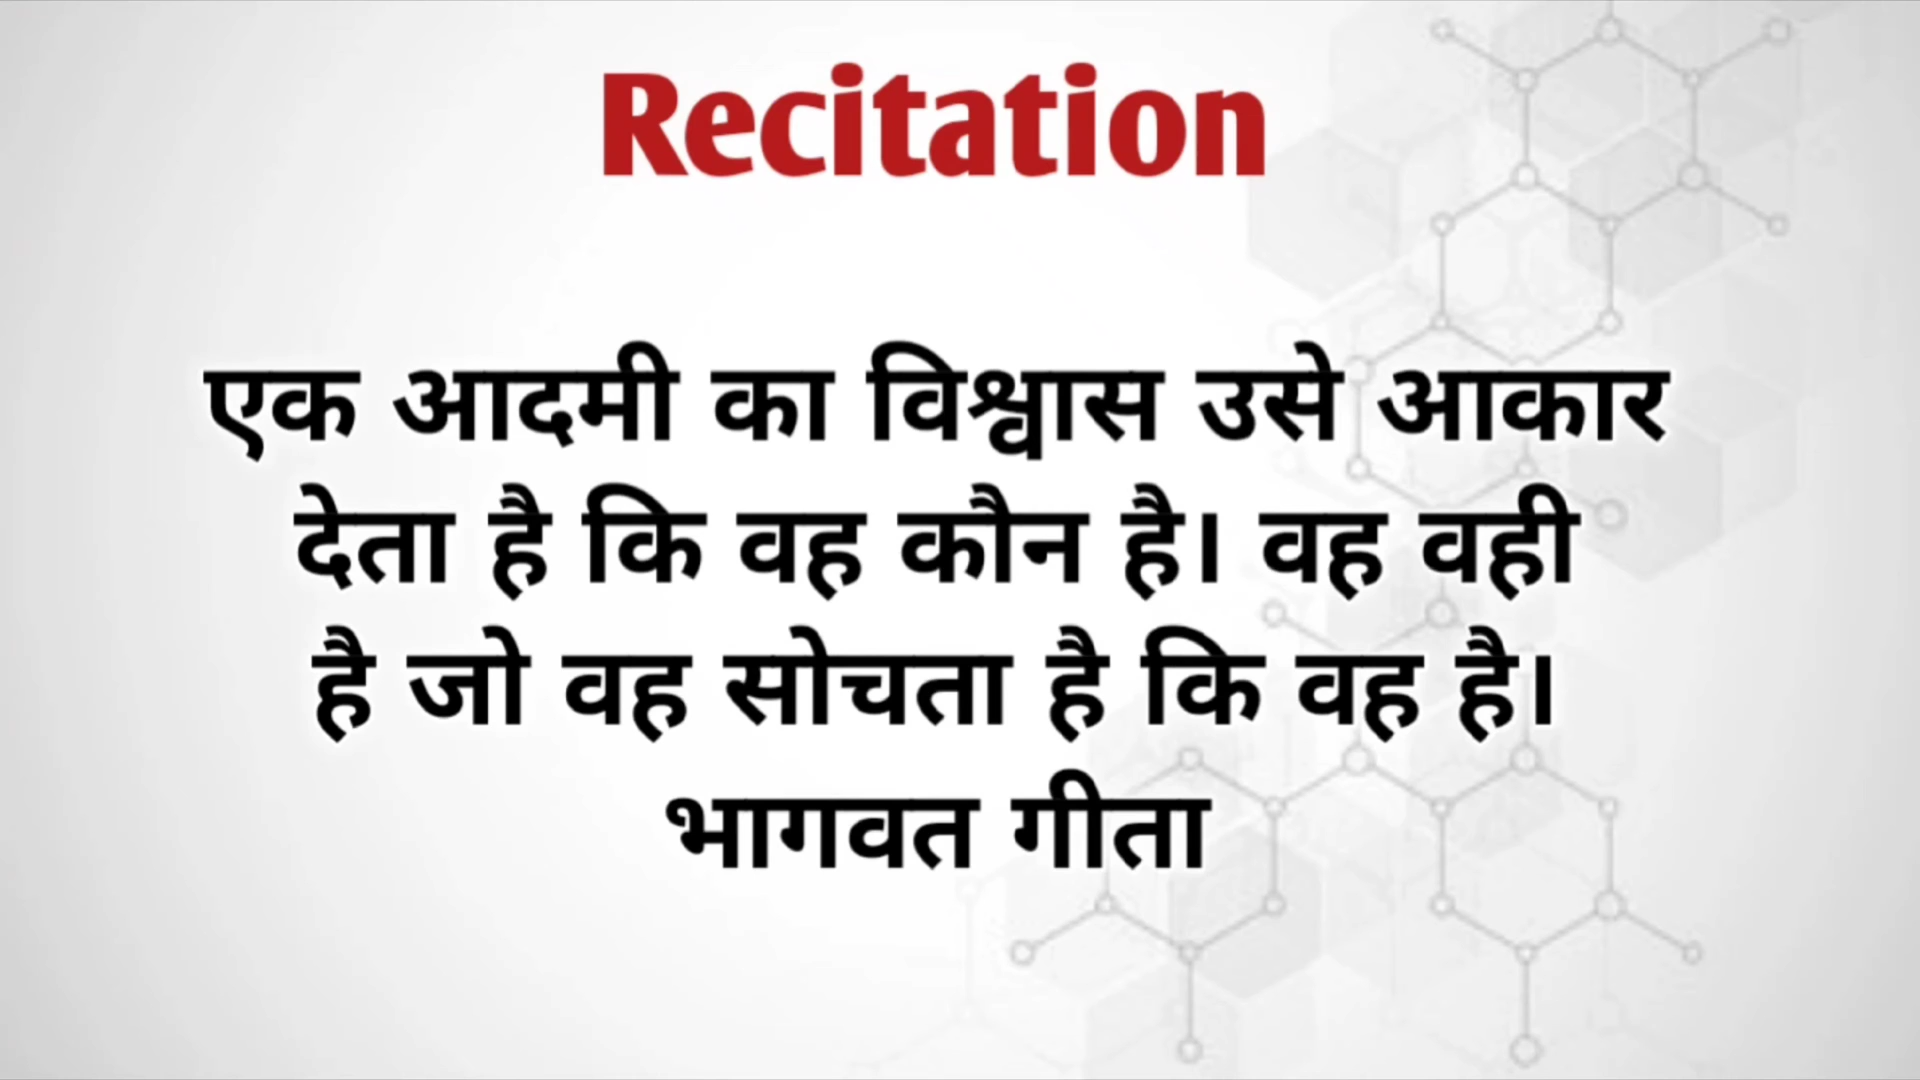 Recitation
एक आदमी का विश्वास उसे आकार
देता है कि वह कौन है। वह वही
है जो वह सोचता है कि वह है।
भागवत गीता